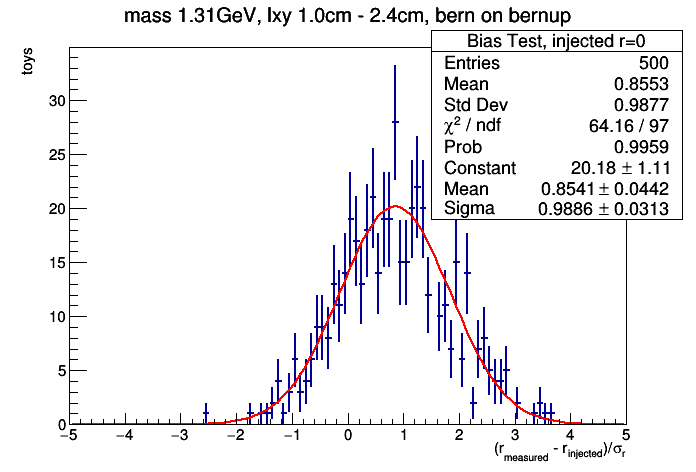 mass 1.31GeV, lxy 1.0cm - 2.4cm, bern on bernup
Bias Test, injected r=0
Entries 500
Mean 0.8553
Std Dev 0.9877
χ² / ndf 64.16 / 97
Prob 0.9959
Constant 20.18 ± 1.11
Mean 0.8541 ± 0.0442
Sigma 0.9886 ± 0.0313
toys
30
25
20
15
10
5
0
−5 −4 −3 −2 −1 0 1 2 3 4 5
(r_measured - r_injected)/σ_r